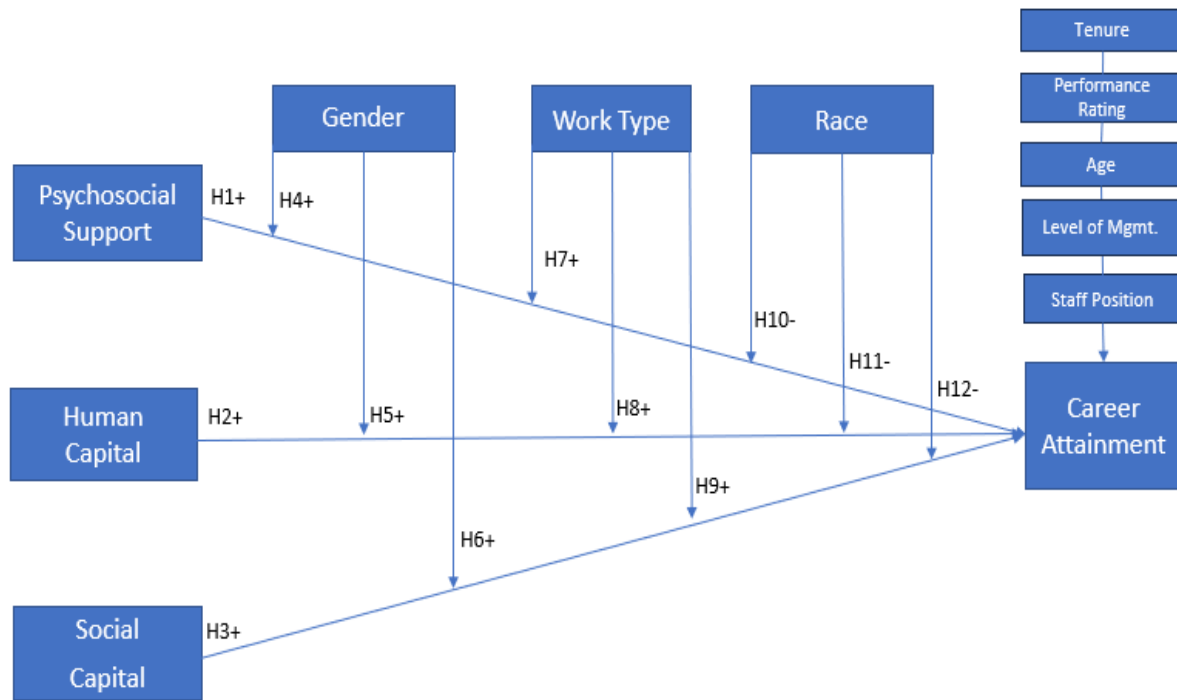 Tenure
Performance
Rating
Gender
Work Type
Race
Age
Psychosocial
Support
H1+
H4+
Level of Mgmt.
H7+
Staff Position
H10-
H11-
H12-
Human
Capital
H2+
H5+
H8+
Career
Attainment
H9+
H6+
Social
Capital
H3+